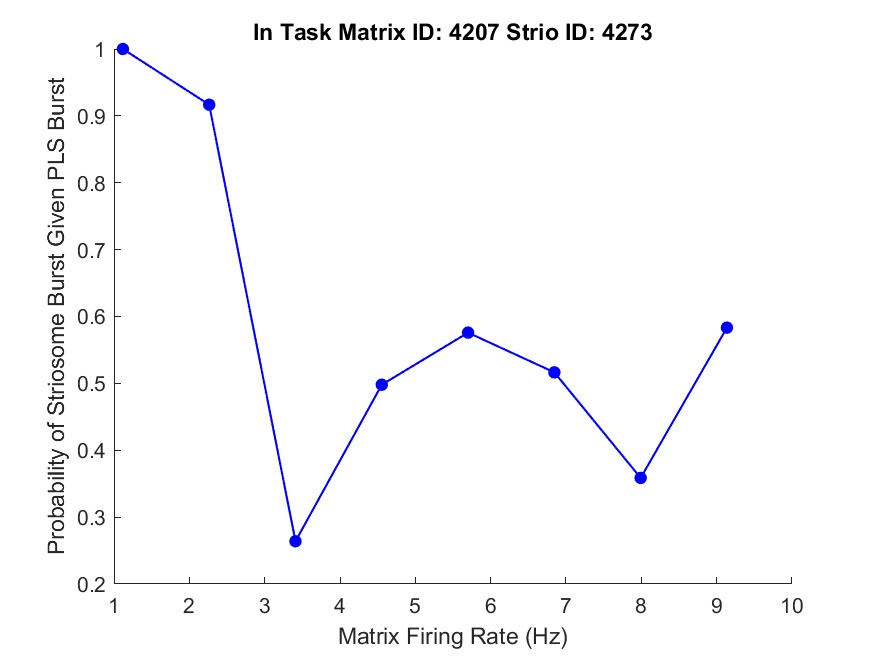 In Task Matrix ID: 4207 Strio ID: 4273
Probability of Striosome Burst Given PLS Burst
1
0.9
0.8
0.7
0.6
0.5
0.4
0.3
0.2
1 2 3 4 5 6 7 8 9 10
Matrix Firing Rate (Hz)